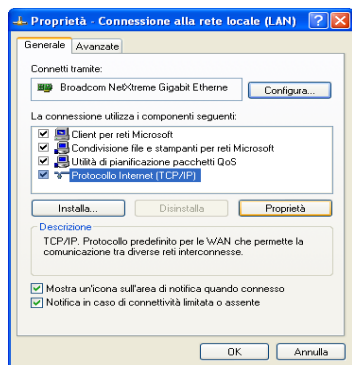 Proprietà - Connessione alla rete locale (LAN)
Generale Avanzate
Connetti tramite:
Broadcom NetXtreme Gigabit Etherne Configura...
La connessione utilizza i componenti seguenti:
Client per reti Microsoft
Condivisione file e stampanti per reti Microsoft
Utilità di pianificazione pacchetti QoS
Protocollo Internet (TCP/IP)
Installa... Disinstalla Proprietà
Descrizione
TCP/IP. Protocollo predefinito per le WAN che permette la
comunicazione tra diverse reti interconnesse.
Mostra un'icona sull'area di notifica quando connesso
Notifica in caso di connettività limitata o assente
OK Annulla